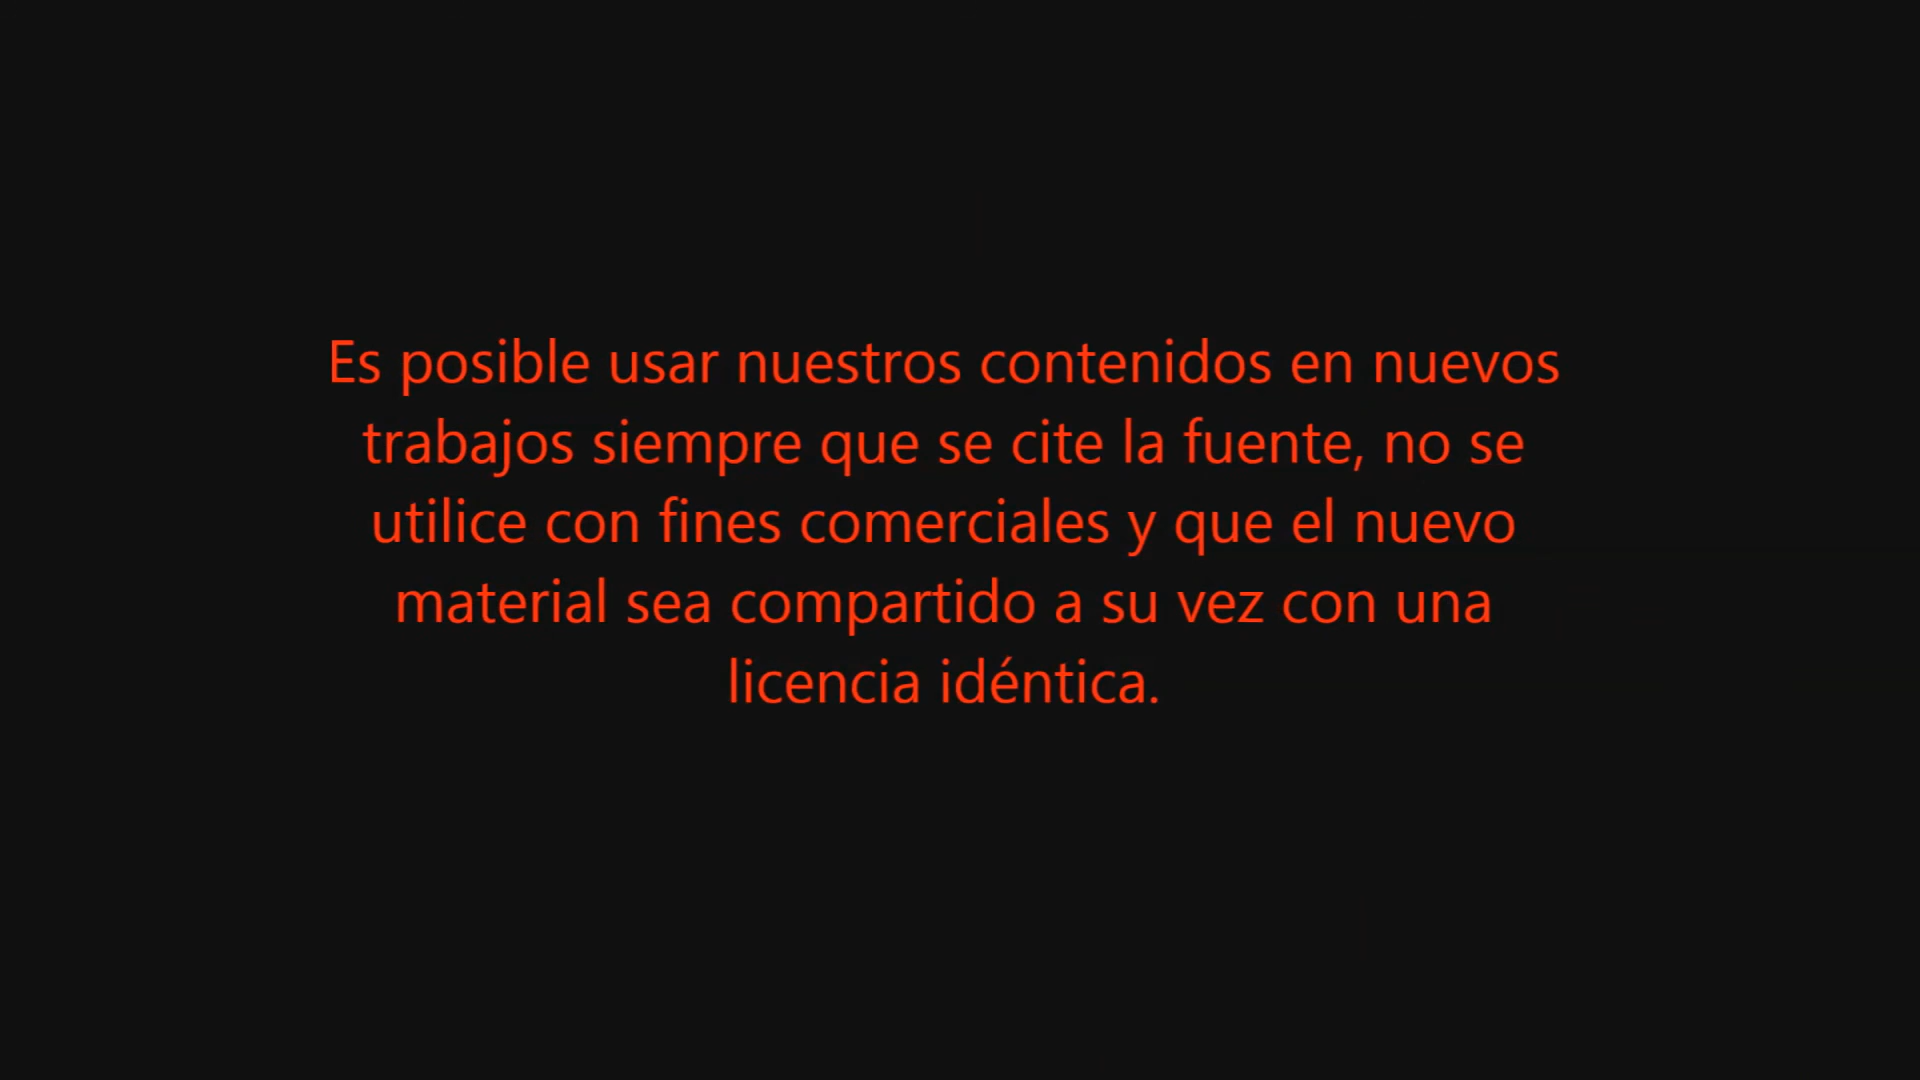 Es posible usar nuestros contenidos en nuevos
trabajos siempre que se cite la fuente, no se
utilice con fines comerciales y que el nuevo
material sea compartido a su vez con una
licencia idéntica.